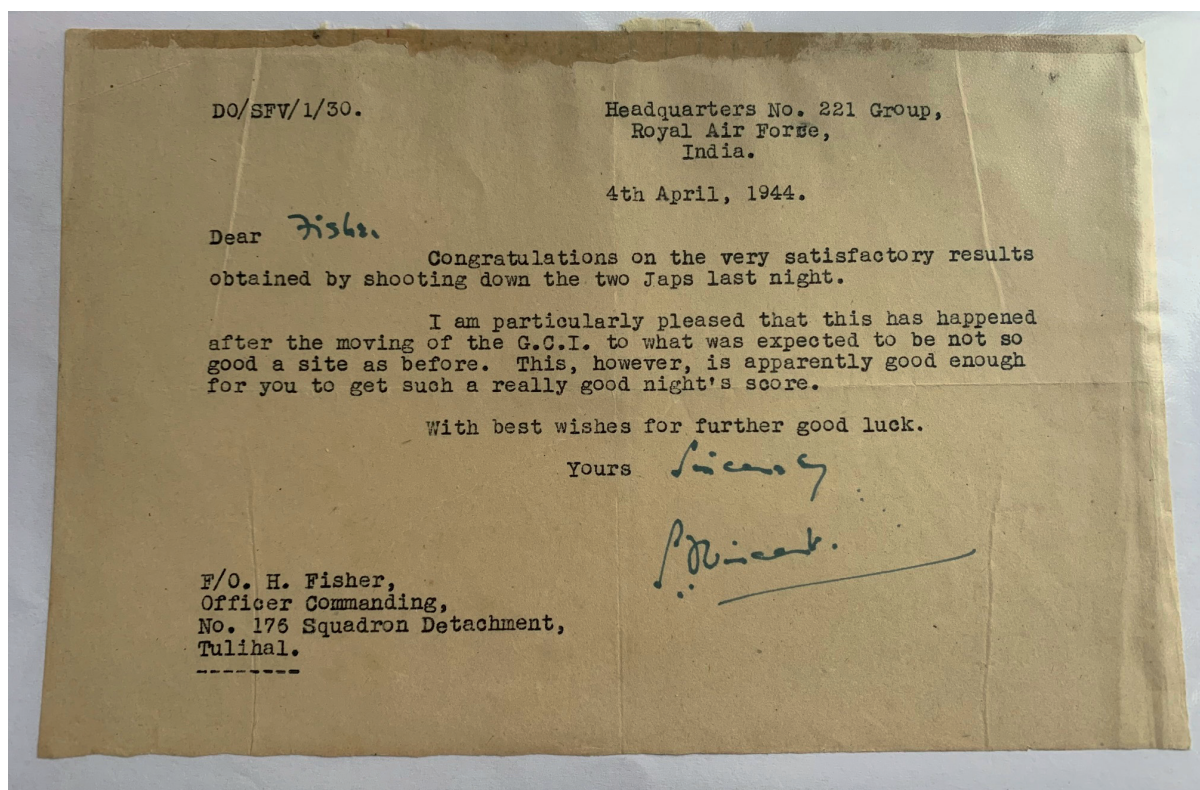 DO/SFV/1/30.
Headquarters No. 221 Group,
Royal Air Force,
India.
4th April, 1944.
Dear Fisher.
Congratulations on the very satisfactory results
obtained by shooting down the two Japs last night.
I am particularly pleased that this has happened
after the moving of the G.C.I. to what was expected to be not so
good a site as before. This, however, is apparently good enough
for you to get such a really good night's score.
With best wishes for further good luck.
Yours Sincerely
S.F. Vincent.
F/O. H. Fisher,
Officer Commanding,
No. 176 Squadron Detachment,
Tulihal.
--------